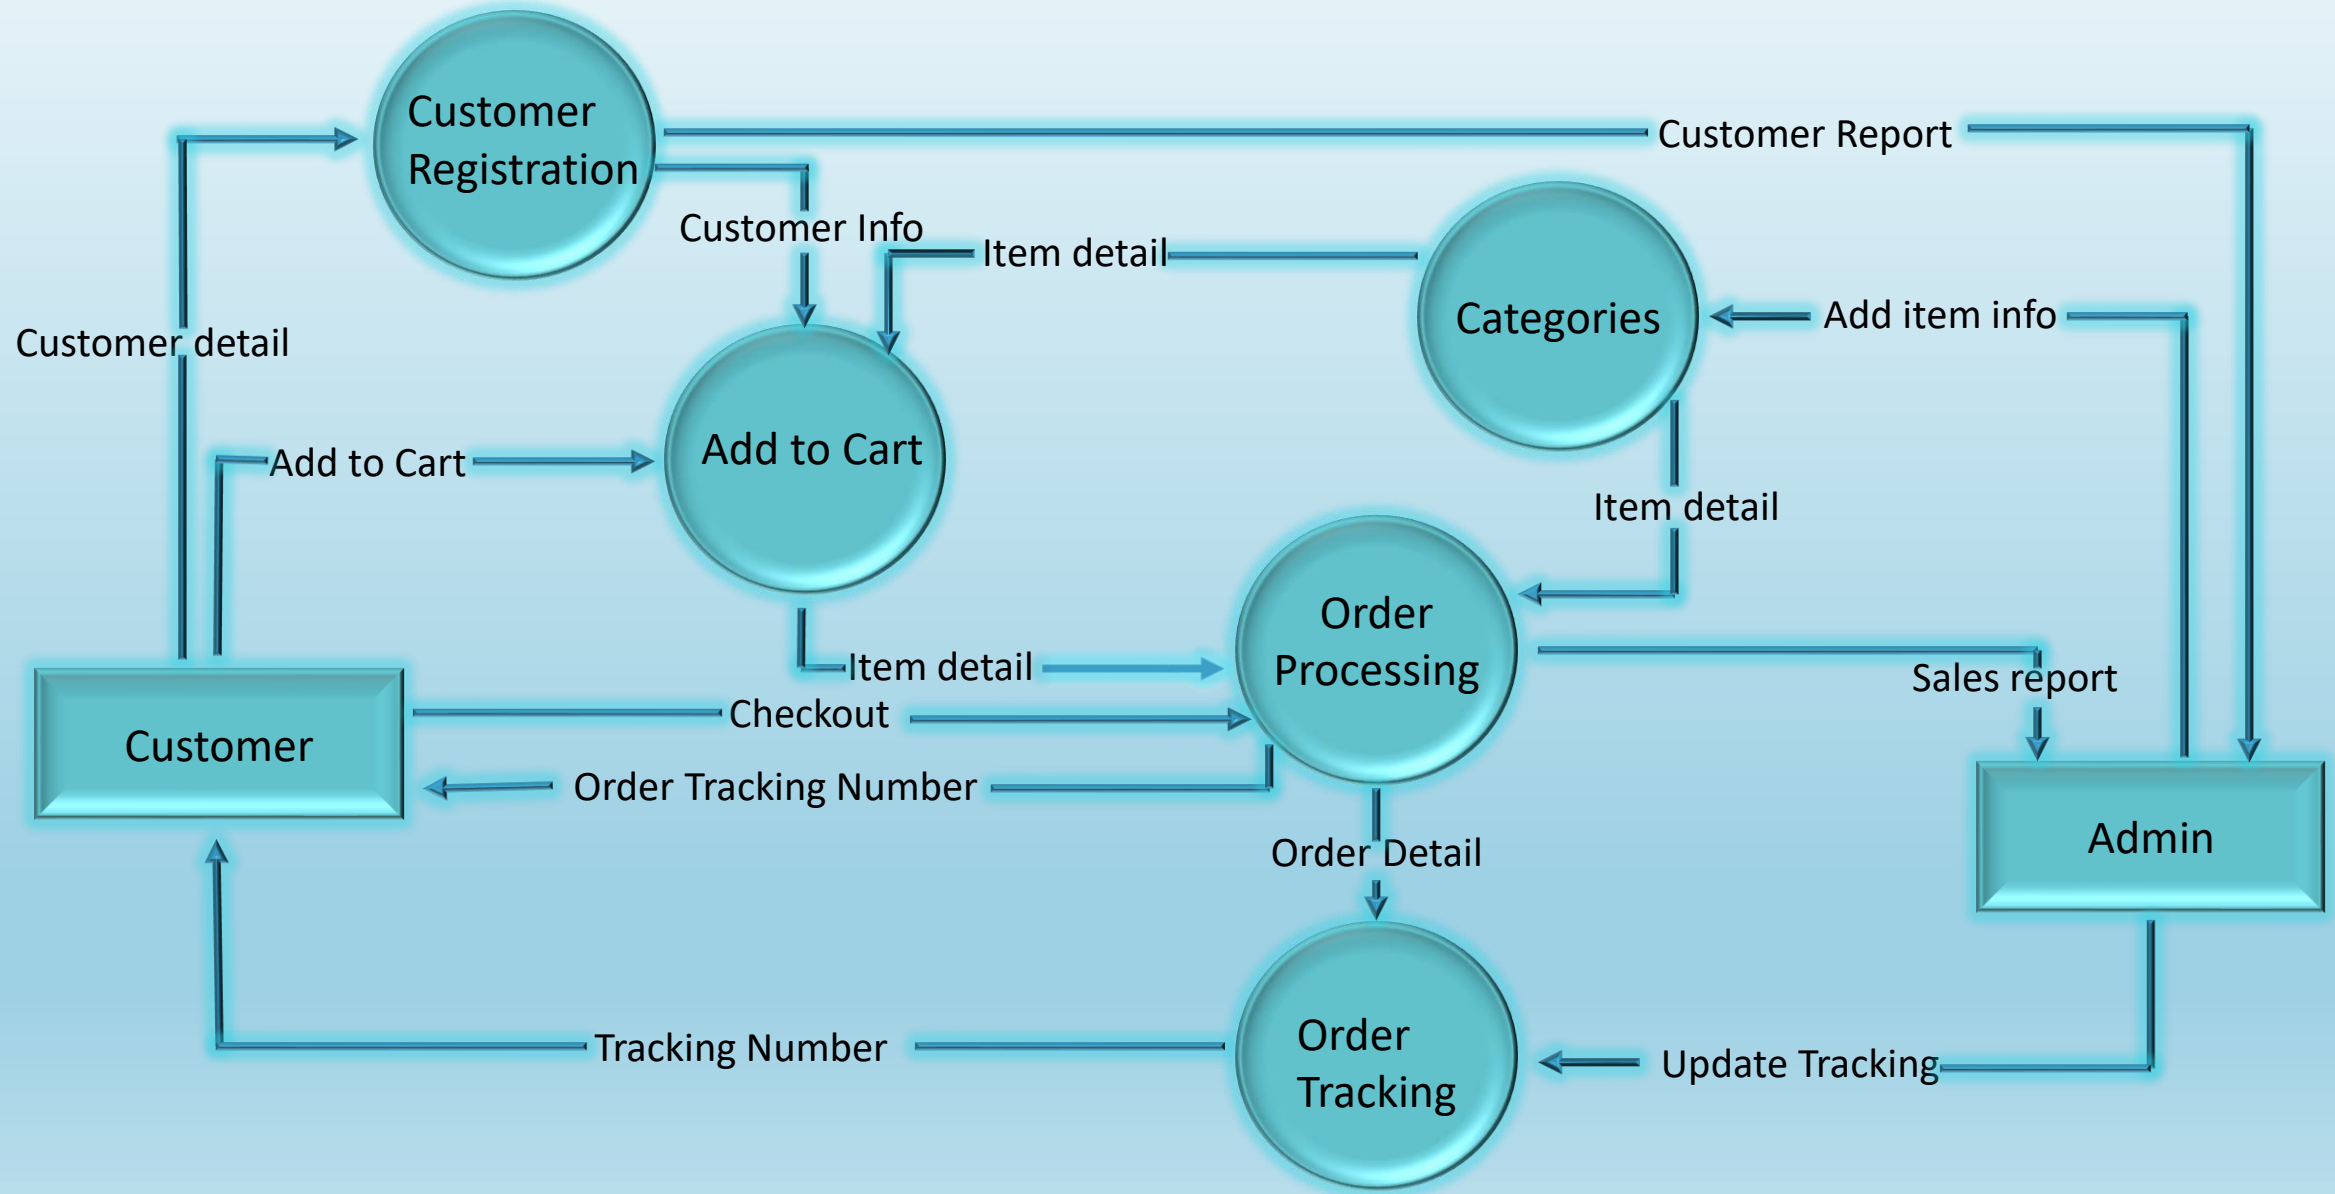 Customer
Registration
Customer Report
Customer Info
Item detail
Categories
Add item info
Customer detail
Add to Cart
Add to Cart
Item detail
Order
Processing
Item detail
Sales report
Checkout
Customer
Order Tracking Number
Admin
Order Detail
Order
Tracking
Tracking Number
Update Tracking